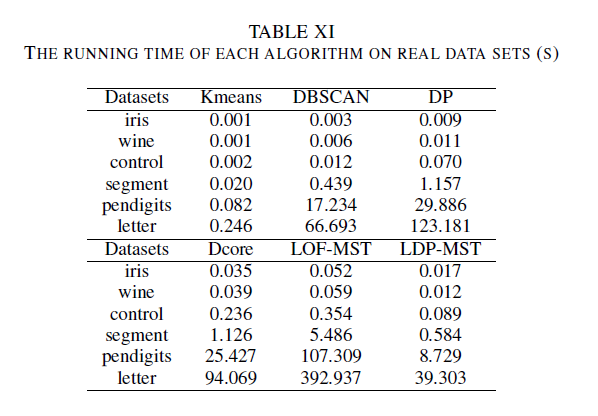 TABLE XI
THE RUNNING TIME OF EACH ALGORITHM ON REAL DATA SETS (S)
Datasets Kmeans DBSCAN DP
iris 0.001 0.003 0.009
wine 0.001 0.006 0.011
control 0.002 0.012 0.070
segment 0.020 0.439 1.157
pendigits 0.082 17.234 29.886
letter 0.246 66.693 123.181
Datasets Dcore LOF-MST LDP-MST
iris 0.035 0.052 0.017
wine 0.039 0.059 0.012
control 0.236 0.354 0.089
segment 1.126 5.486 0.584
pendigits 25.427 107.309 8.729
letter 94.069 392.937 39.303